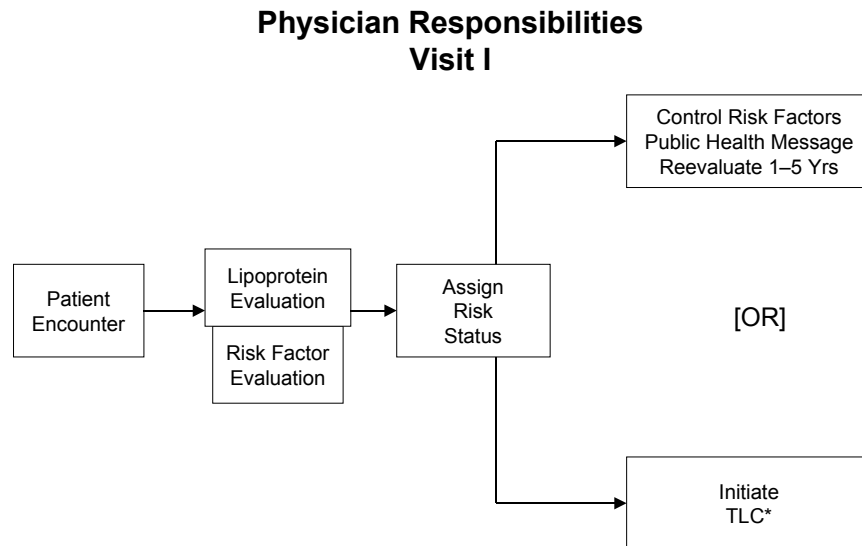 Physician Responsibilities
Visit I
Patient
Encounter
Lipoprotein
Evaluation
Risk Factor
Evaluation
Assign
Risk
Status
Control Risk Factors
Public Health Message
Reevaluate 1–5 Yrs
[OR]
Initiate
TLC*